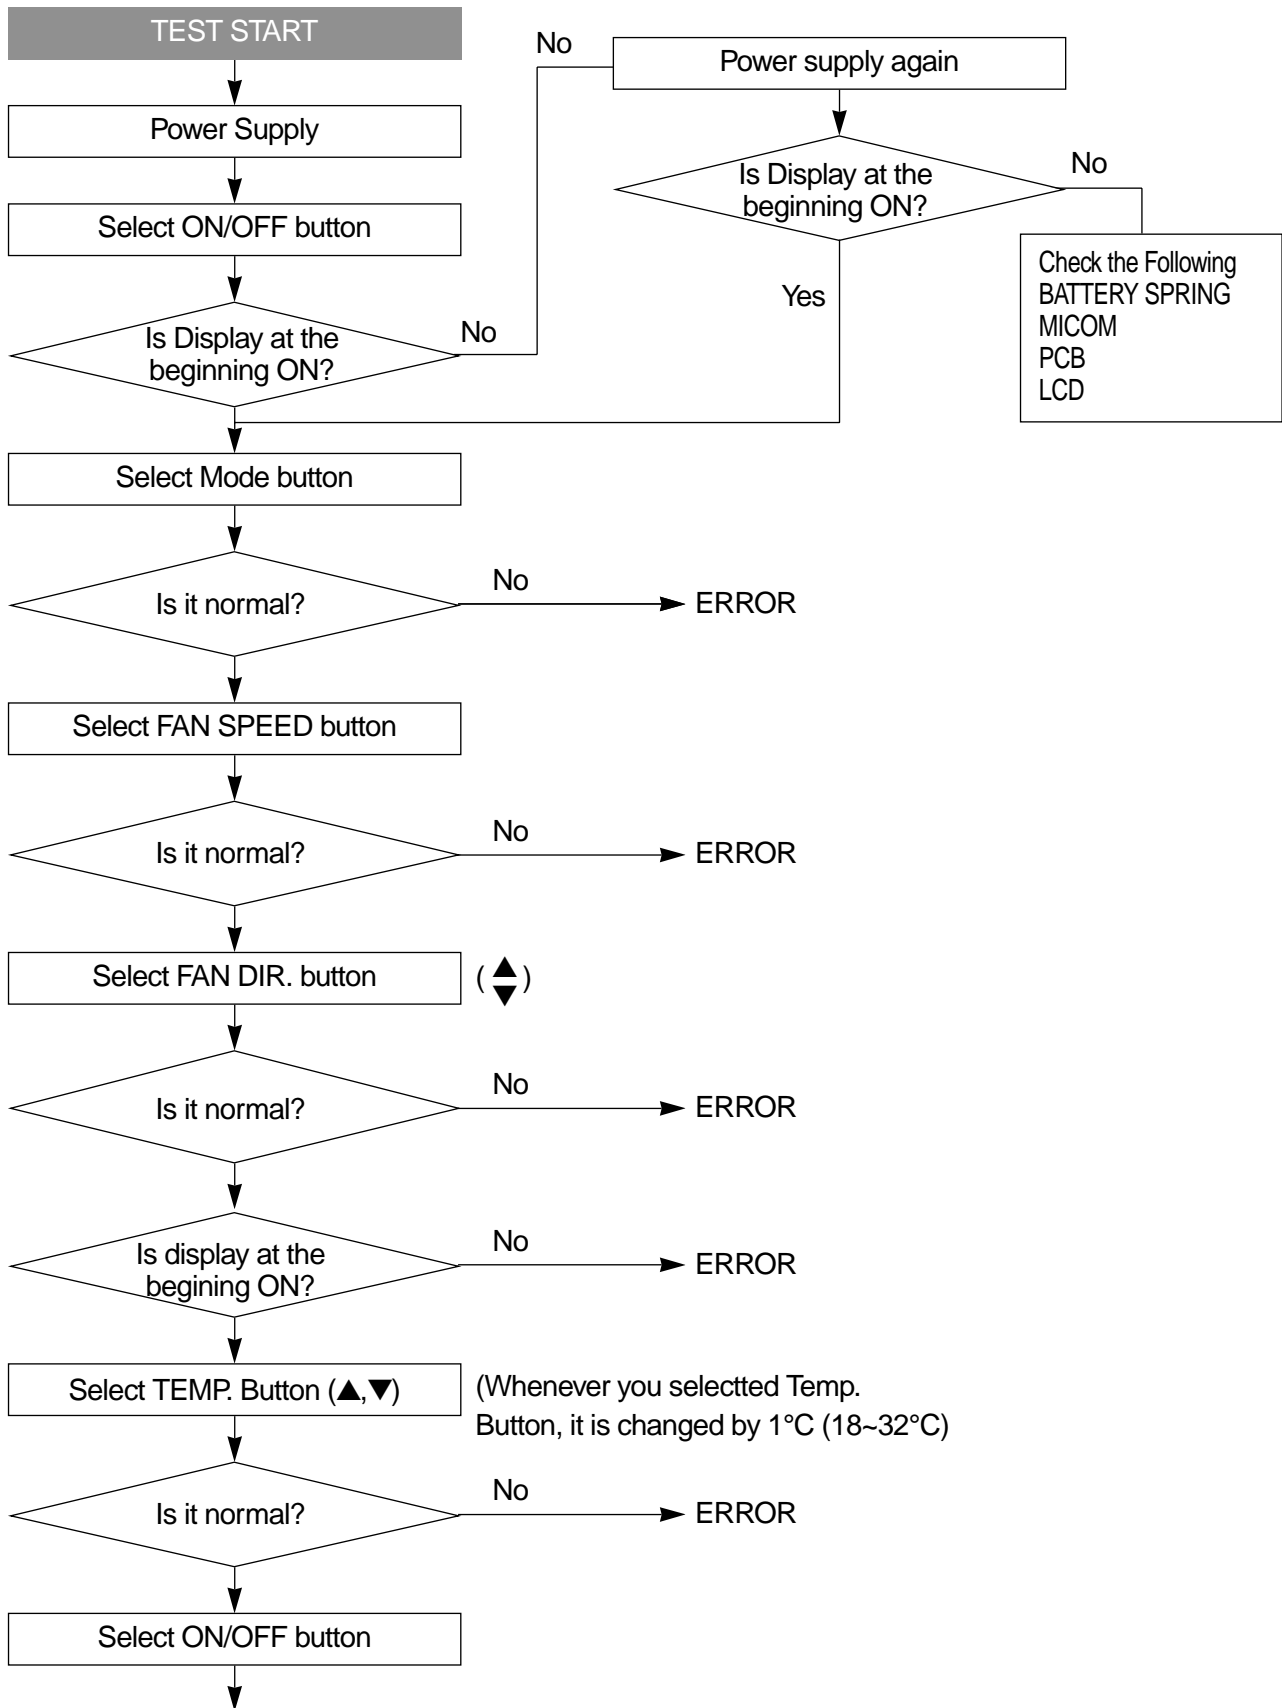 TEST START
No
Power supply again
Power Supply
Is Display at the
beginning ON?
No
Select ON/OFF button
Check the Following
BATTERY SPRING
MICOM
PCB
LCD
Yes
Is Display at the
beginning ON?
No
Select Mode button
Is it normal?
No
ERROR
Select FAN SPEED button
Is it normal?
No
ERROR
Select FAN DIR. button
(▲▼)
Is it normal?
No
ERROR
Is display at the
begining ON?
No
ERROR
Select TEMP. Button (▲,▼)
(Whenever you selectted Temp.
Button, it is changed by 1°C (18~32°C)
Is it normal?
No
ERROR
Select ON/OFF button